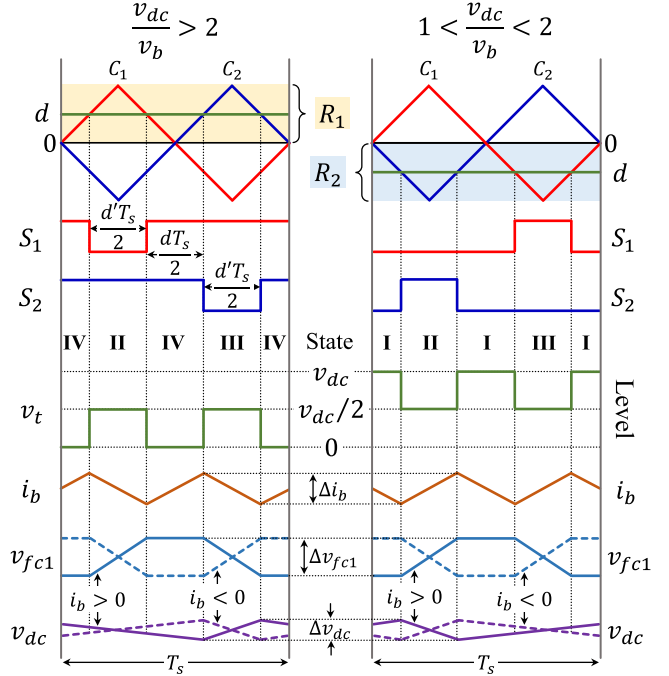 v_dc / v_b > 2
1 < v_dc / v_b < 2
C_1 C_2 C_1 C_2
d R_1
0 0
R_2 d
S_1 d'T_s/2 dT_s/2 S_1
S_2 d'T_s/2 S_2
IV II IV III IV State I II I III I
v_dc
v_t v_dc/2 Level
0
i_b Δi_b i_b
v_fc1 Δv_fc1 v_fc1
i_b > 0 i_b < 0 i_b > 0 i_b < 0
v_dc Δv_dc v_dc
T_s T_s